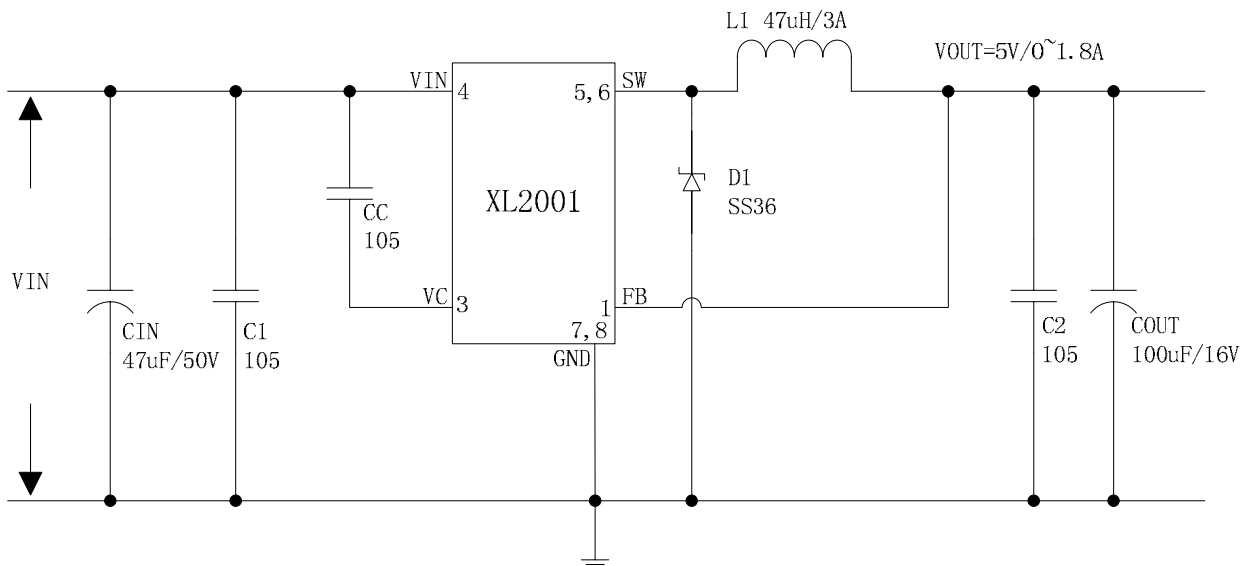 L1 47uH/3A
VOUT=5V/0~1.8A
VIN
4
5,6
SW
XL2001
D1
SS36
CC
105
VIN
VC
3
1
FB
7,8
GND
CIN
47uF/50V
C1
105
C2
105
COUT
100uF/16V